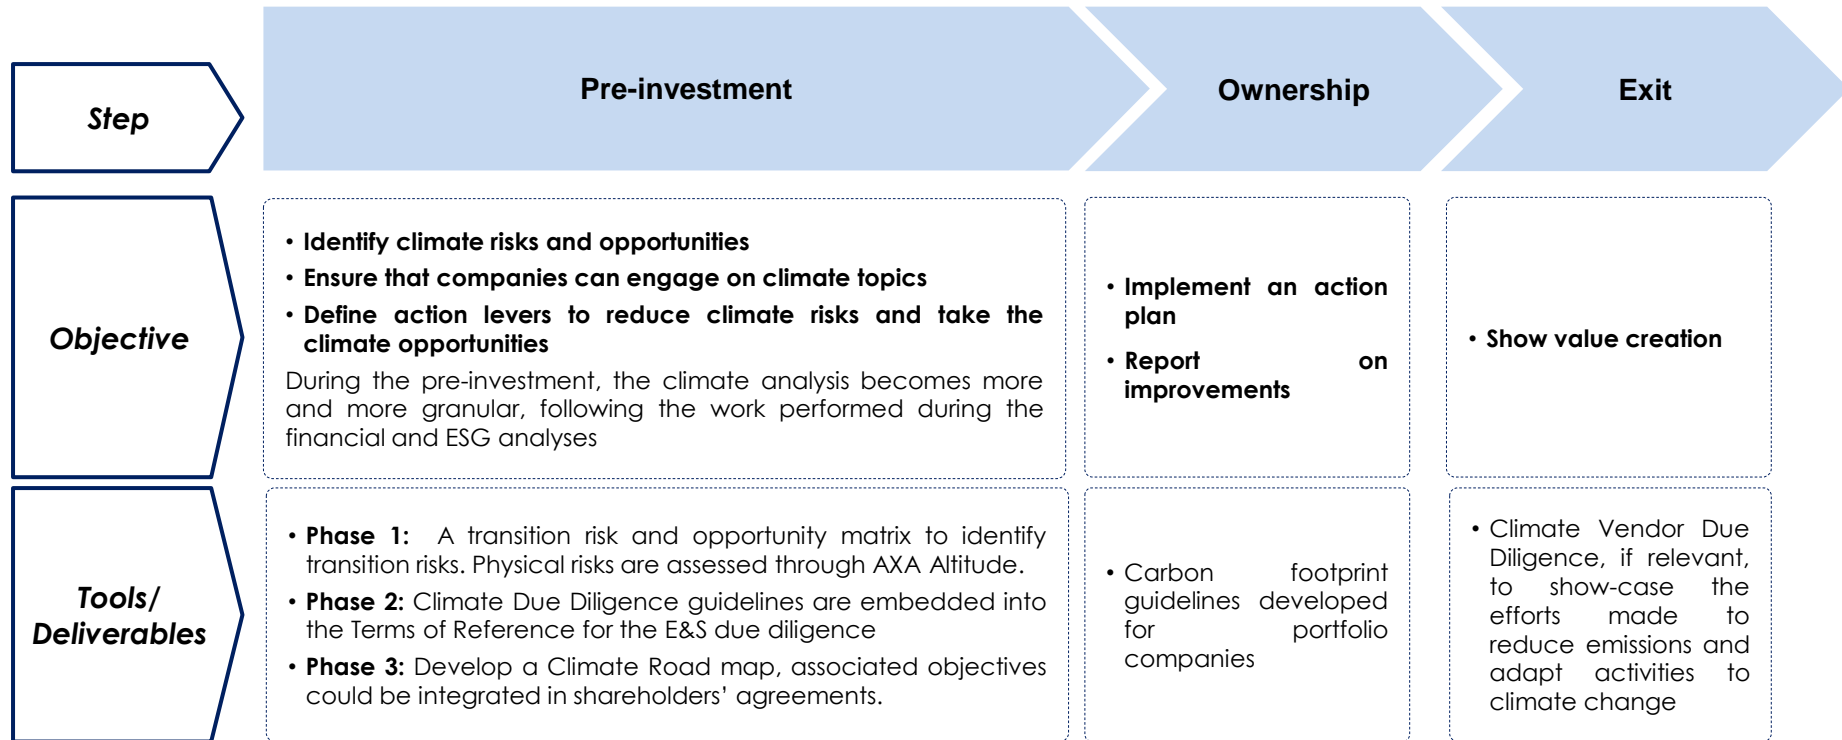 Step
Pre-investment
Ownership
Exit
Objective
• Identify climate risks and opportunities
• Ensure that companies can engage on climate topics
• Define action levers to reduce climate risks and take the
climate opportunities
During the pre-investment, the climate analysis becomes more
and more granular, following the work performed during the
financial and ESG analyses
• Implement an action
plan
• Report on
improvements
• Show value creation
Tools/
Deliverables
• Phase 1: A transition risk and opportunity matrix to identify
transition risks. Physical risks are assessed through AXA Altitude.
• Phase 2: Climate Due Diligence guidelines are embedded into
the Terms of Reference for the E&S due diligence
• Phase 3: Develop a Climate Road map, associated objectives
could be integrated in shareholders’ agreements.
• Carbon footprint
guidelines developed
for portfolio
companies
• Climate Vendor Due
Diligence, if relevant,
to show-case the
efforts made to
reduce emissions and
adapt activities to
climate change